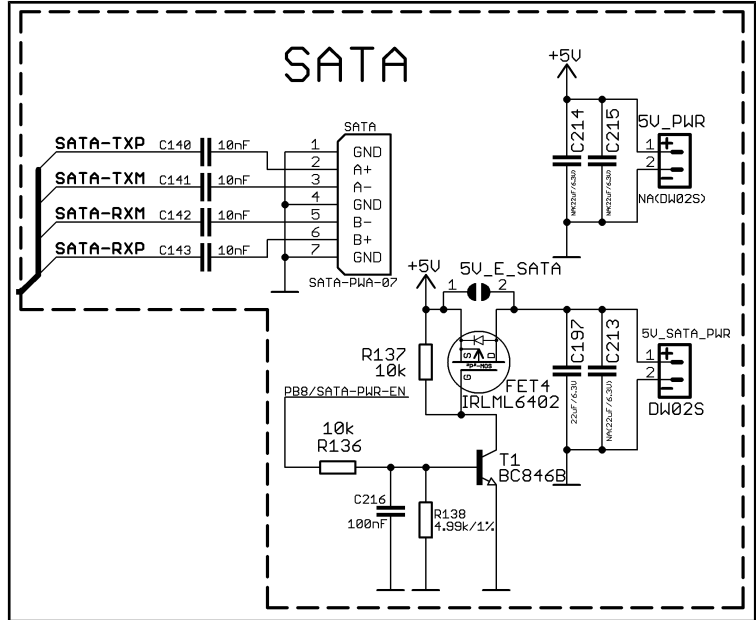 SATA
+5V
C214
NA(22uF/6.3V)
C215
NA(22uF/6.3V)
5V_PWR
1
2
+
-
NA(DW02S)
SATA-TXP C140 10nF
SATA-TXM C141 10nF
SATA-RXM C142 10nF
SATA-RXP C143 10nF
SATA
1 GND
2 A+
3 A-
4 GND
5 B-
6 B+
7 GND
SATA-PWA-07
+5V
5V_E_SATA
1 2
R137
10k
S D
"P"-MOS
G
FET4
IRLML6402
C197
22uF/6.3V
C213
NA(22uF/6.3V)
5V_SATA_PWR
1
2
+
-
DW02S
PB8/SATA-PWR-EN
10k
R136
T1
BC846B
C216
100nF
R138
4.99k/1%